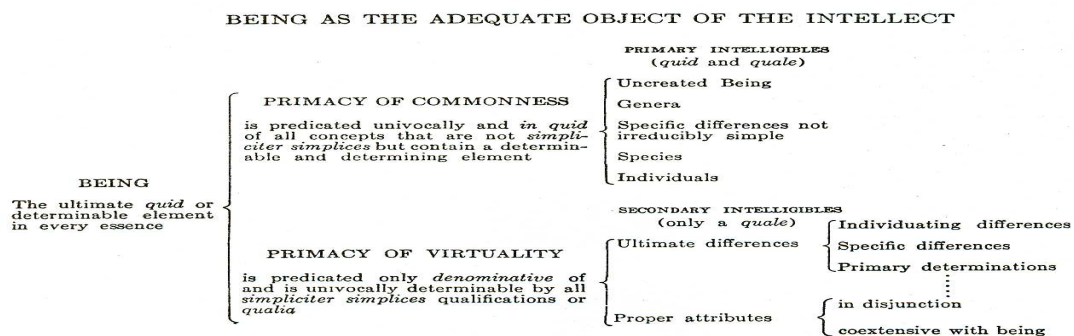 BEING AS THE ADEQUATE OBJECT OF THE INTELLECT
PRIMARY INTELLIGIBLES
(quid and quale)
PRIMACY OF COMMONNESS
is predicated univocally and in quid
of all concepts that are not simpli-
citer simplices but contain a determin-
able and determining element
Uncreated Being
Genera
Specific differences not
irreducibly simple
Species
Individuals
BEING
The ultimate quid or
determinable element
in every essence
SECONDARY INTELLIGIBLES
(only a quale)
PRIMACY OF VIRTUALITY
is predicated only denominative of
and is univocally determinable by all
simpliciter simplices qualifications or
qualia
Ultimate differences
Individuating differences
Specific differences
Primary determinations
Proper attributes
in disjunction
coextensive with being